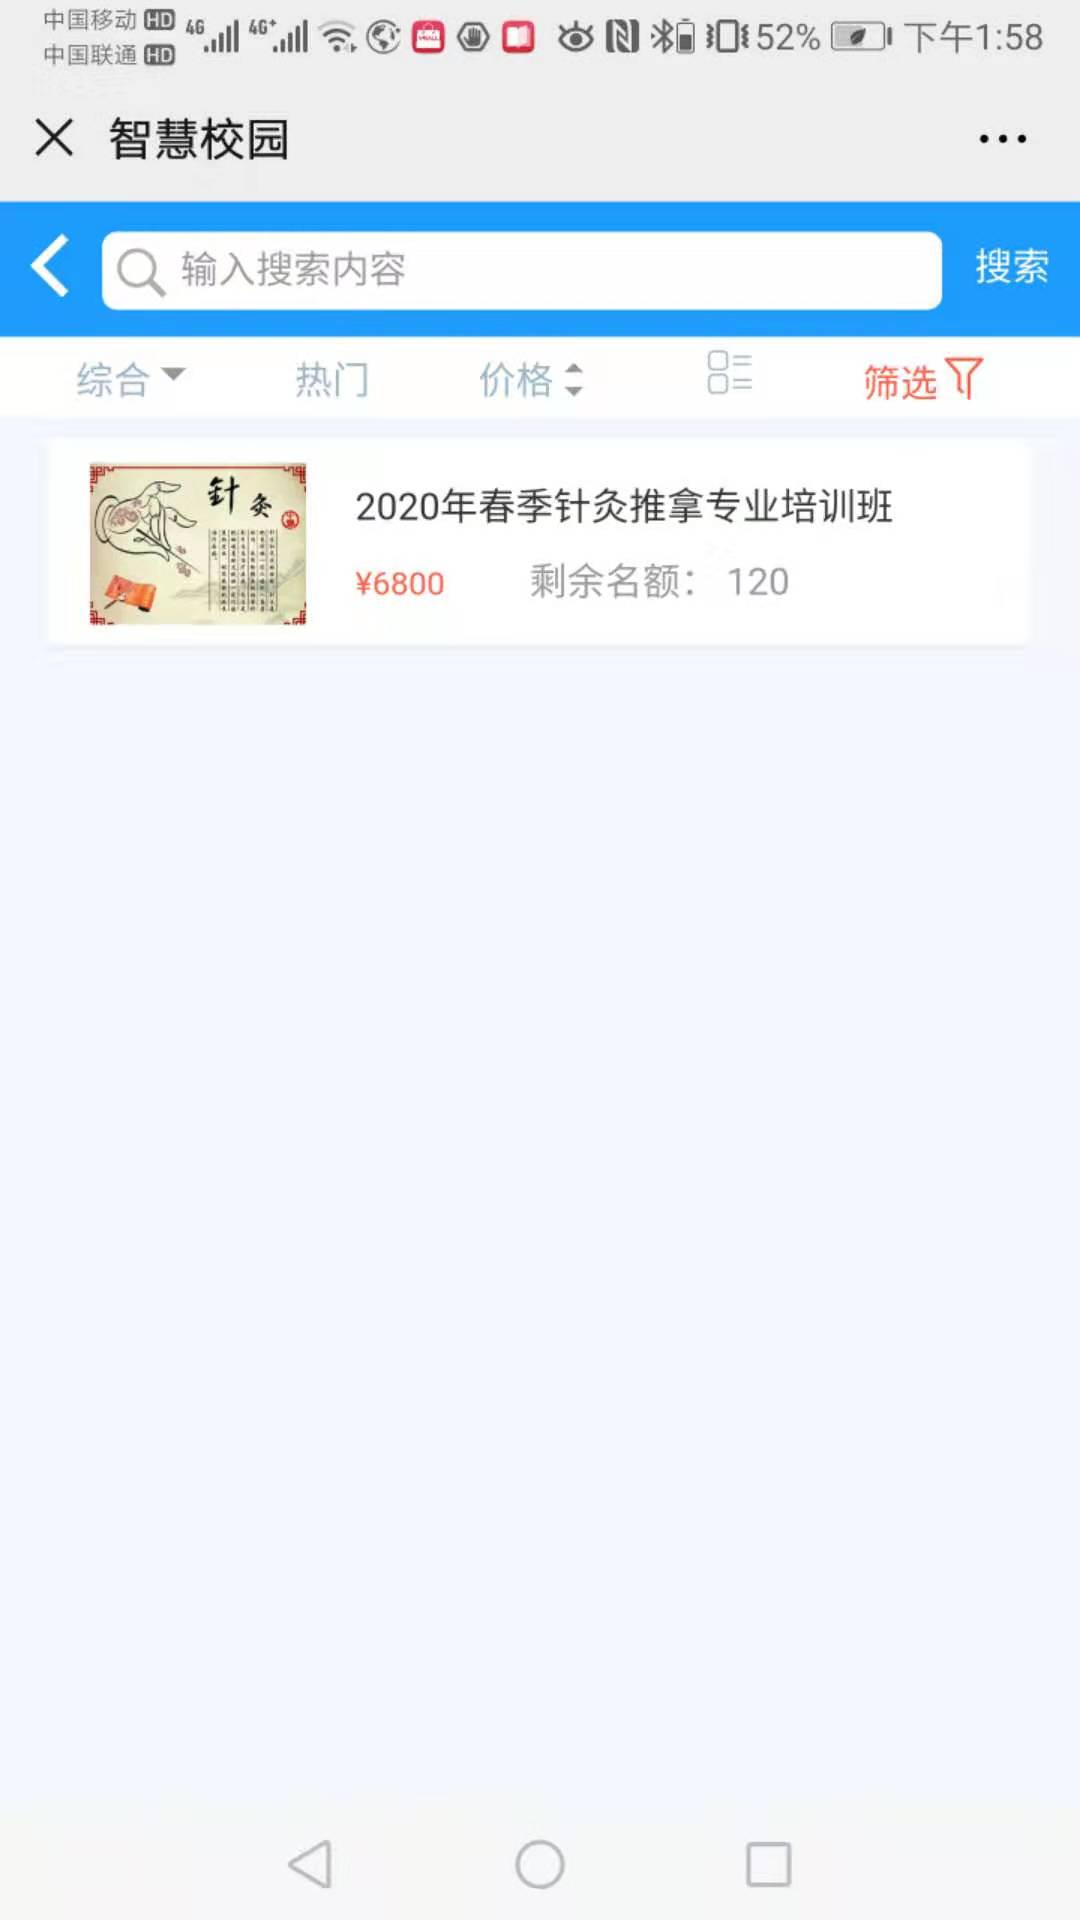 中国移动 HD 4G 4G+ 52% 下午1:58
中国联通 HD
智慧校园
输入搜索内容 搜索
综合 热门 价格 筛选
针灸
2020年春季针灸推拿专业培训班
¥6800 剩余名额： 120